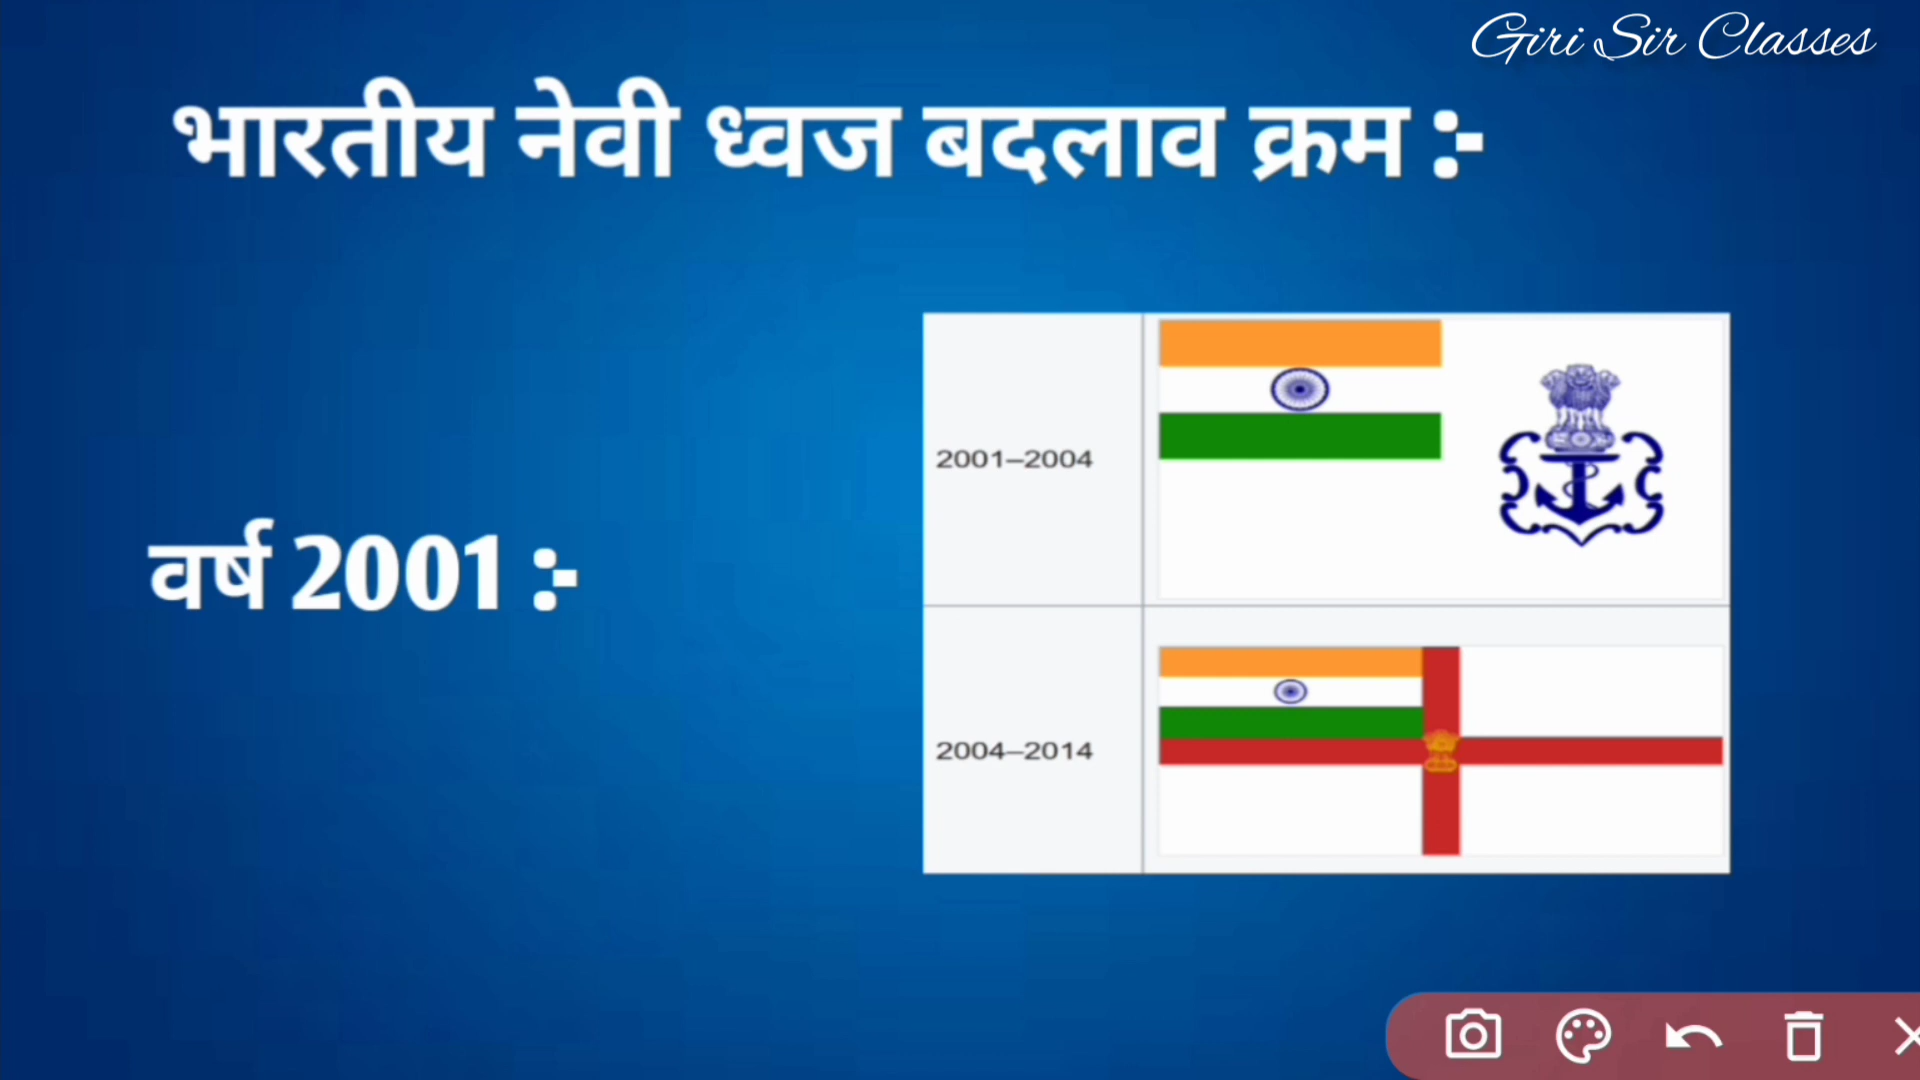 Giri Sir Classes
भारतीय नेवी ध्वज बदलाव क्रम :-
2001–2004
वर्ष 2001 :-
2004–2014